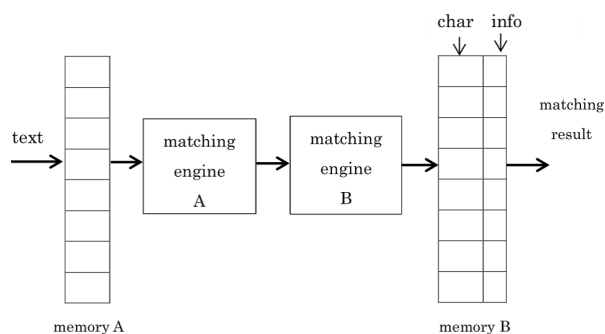 char info
text
matching
engine
A
matching
engine
B
matching
result
memory A
memory B